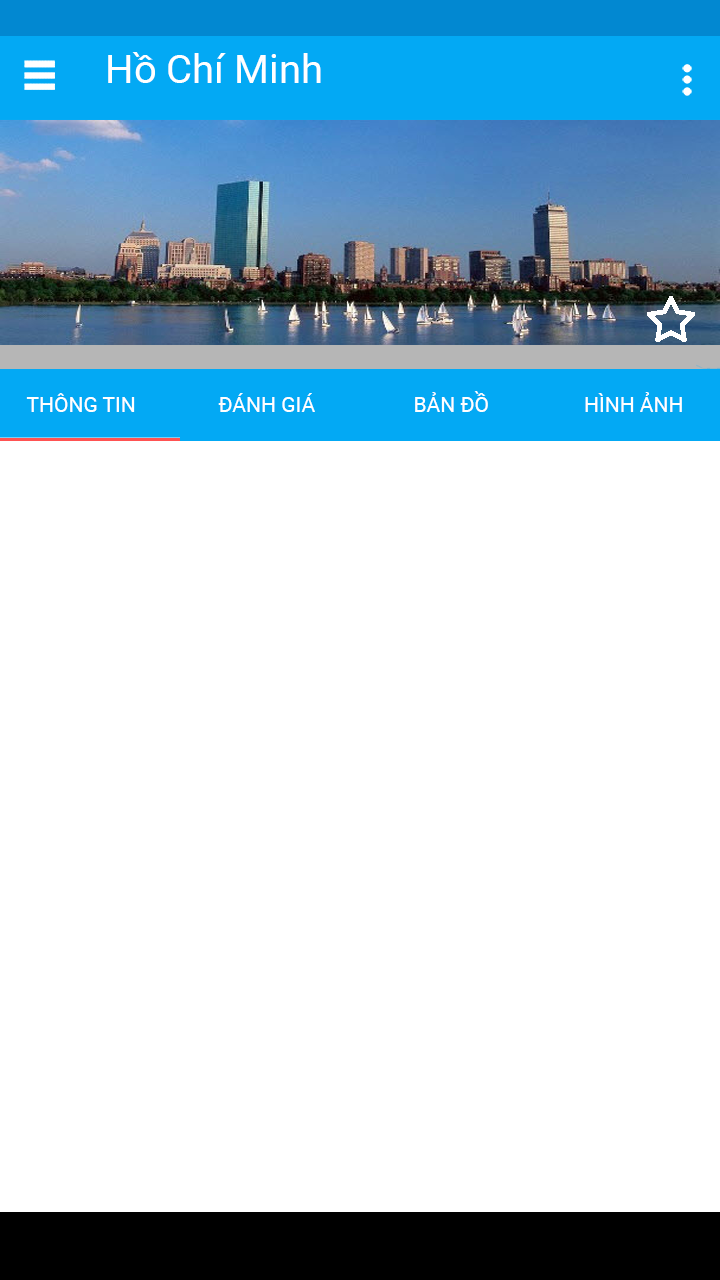 Hồ Chí Minh
THÔNG TIN ĐÁNH GIÁ BẢN ĐỒ HÌNH ẢNH